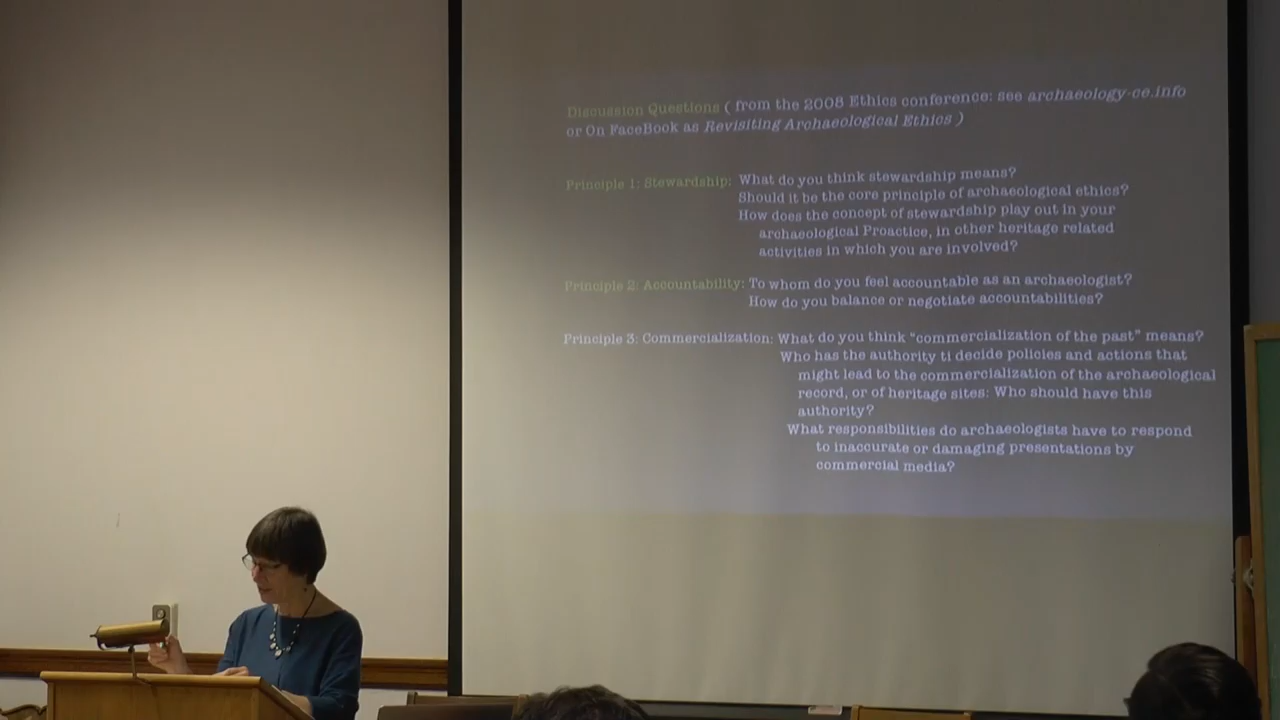 Discussion Questions ( from the 2008 Ethics conference: see archaeology-ce.info
or On FaceBook as Revisiting Archaeological Ethics )
Principle 1: Stewardship: What do you think stewardship means?
Should it be the core principle of archaeological ethics?
How does the concept of stewardship play out in your
archaeological Proactice, in other heritage related
activities in which you are involved?
Principle 2: Accountability: To whom do you feel accountable as an archaeologist?
How do you balance or negotiate accountabilities?
Principle 3: Commercialization: What do you think "commercialization of the past" means?
Who has the authority ti decide policies and actions that
might lead to the commercialization of the archaeological
record, or of heritage sites: Who should have this
authority?
What responsibilities do archaeologists have to respond
to inaccurate or damaging presentations by
commercial media?